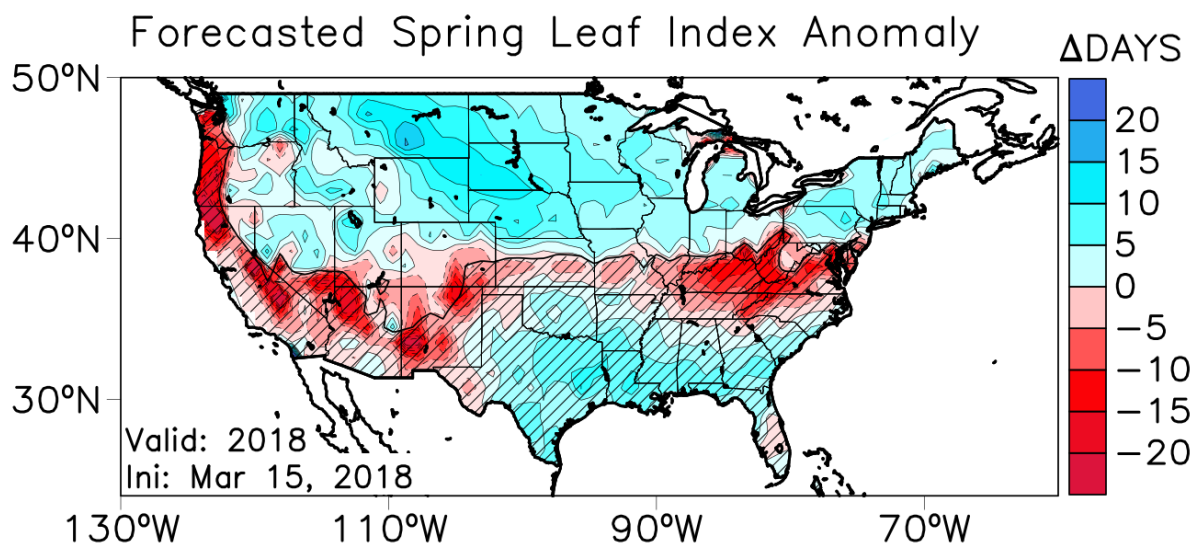 Forecasted Spring Leaf Index Anomaly
ΔDAYS
50°N
40°N
30°N
20
15
10
5
0
−5
−10
−15
−20
Valid: 2018
Ini: Mar 15, 2018
130°W 110°W 90°W 70°W